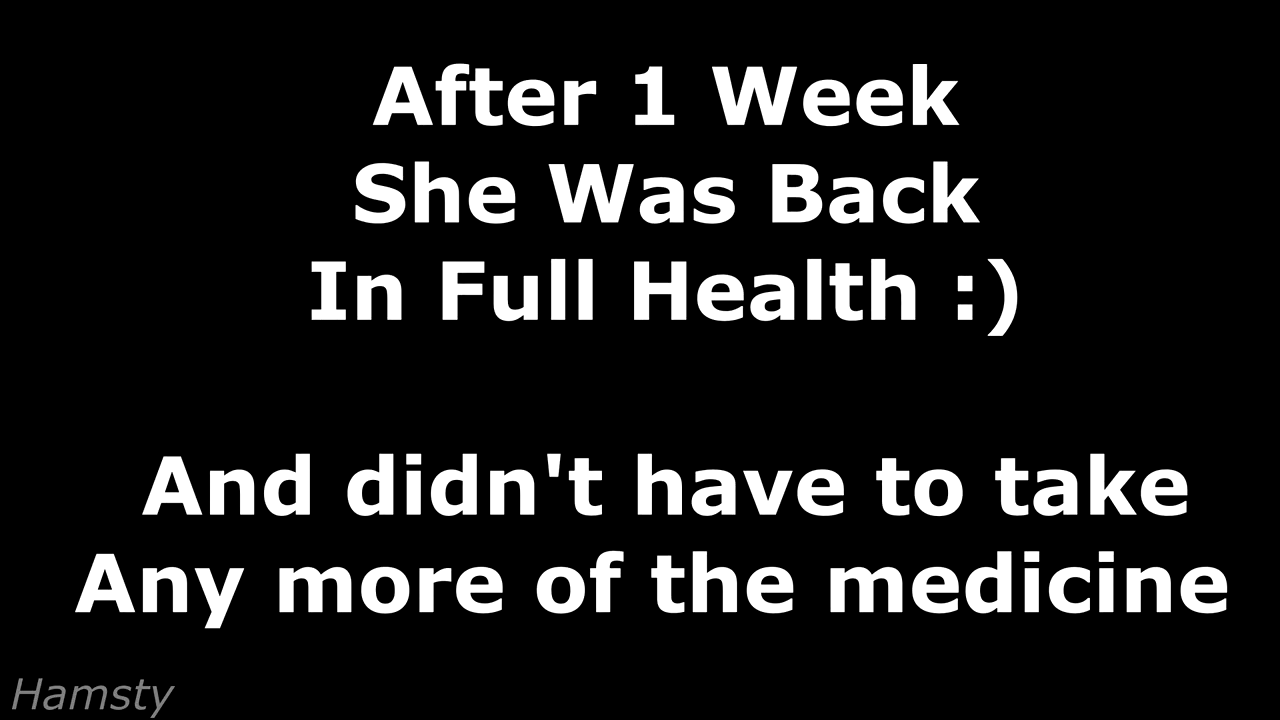 After 1 Week
She Was Back
In Full Health :)
And didn't have to take
Any more of the medicine
Hamsty